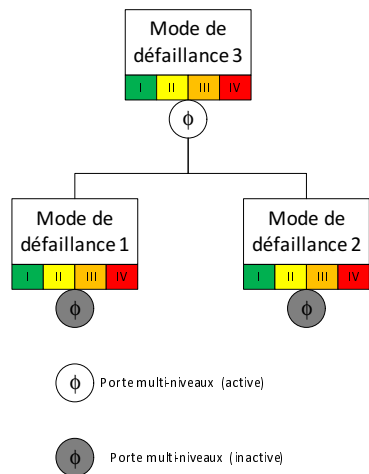 Mode de
défaillance 3
I II III IV
ϕ
Mode de
défaillance 1
I II III IV
ϕ
Mode de
défaillance 2
I II III IV
ϕ
ϕ Porte multi-niveaux (active)
ϕ Porte multi-niveaux (inactive)